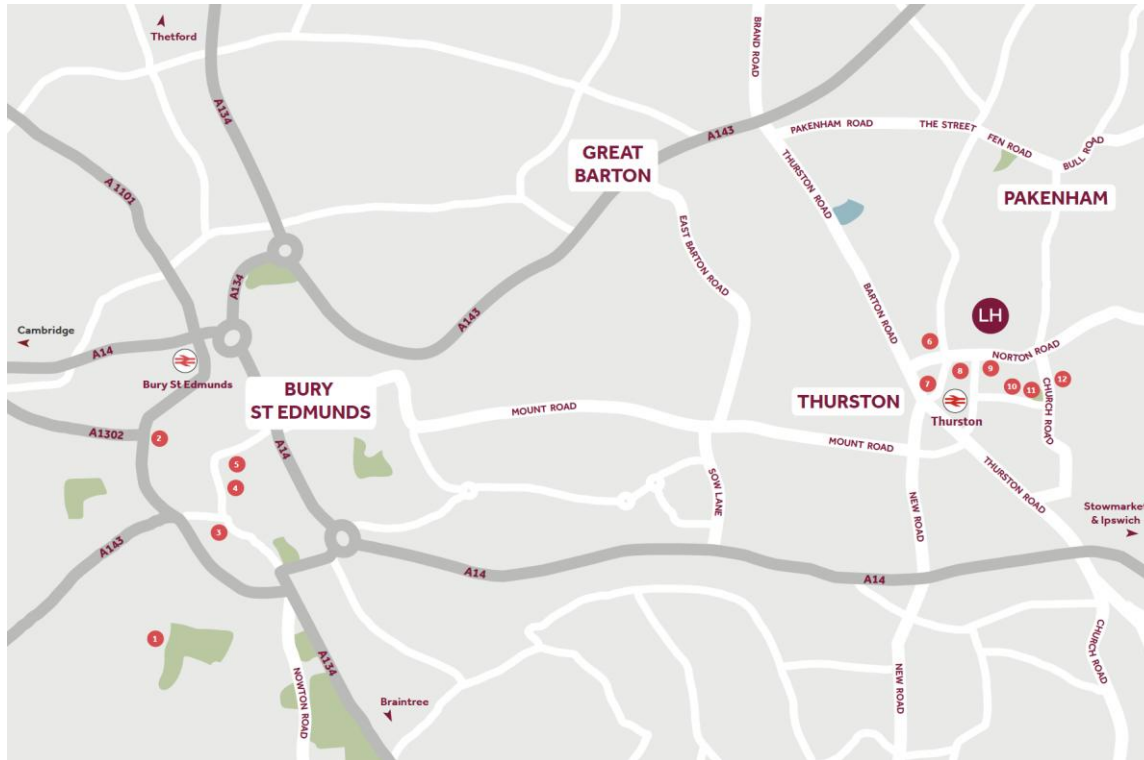 Thetford
A134
BRAND ROAD
A143
PAKENHAM ROAD
THE STREET
FEN ROAD
BULL ROAD
GREAT
BARTON
THURSTON ROAD
PAKENHAM
A1101
EAST BARTON ROAD
A134
BARTON ROAD
A143
LH
Cambridge
A14
6
NORTON ROAD
Bury St Edmunds
BURY
ST EDMUNDS
8
9
7
10
11
12
THURSTON
Thurston
CHURCH ROAD
MOUNT ROAD
MOUNT ROAD
A1302
2
A14
5
4
SOW LANE
THURSTON ROAD
NEW ROAD
Stowmarket
& Ipswich
3
A143
A14
A14
1
CHURCH ROAD
A134
NOWTON ROAD
NEW ROAD
Braintree